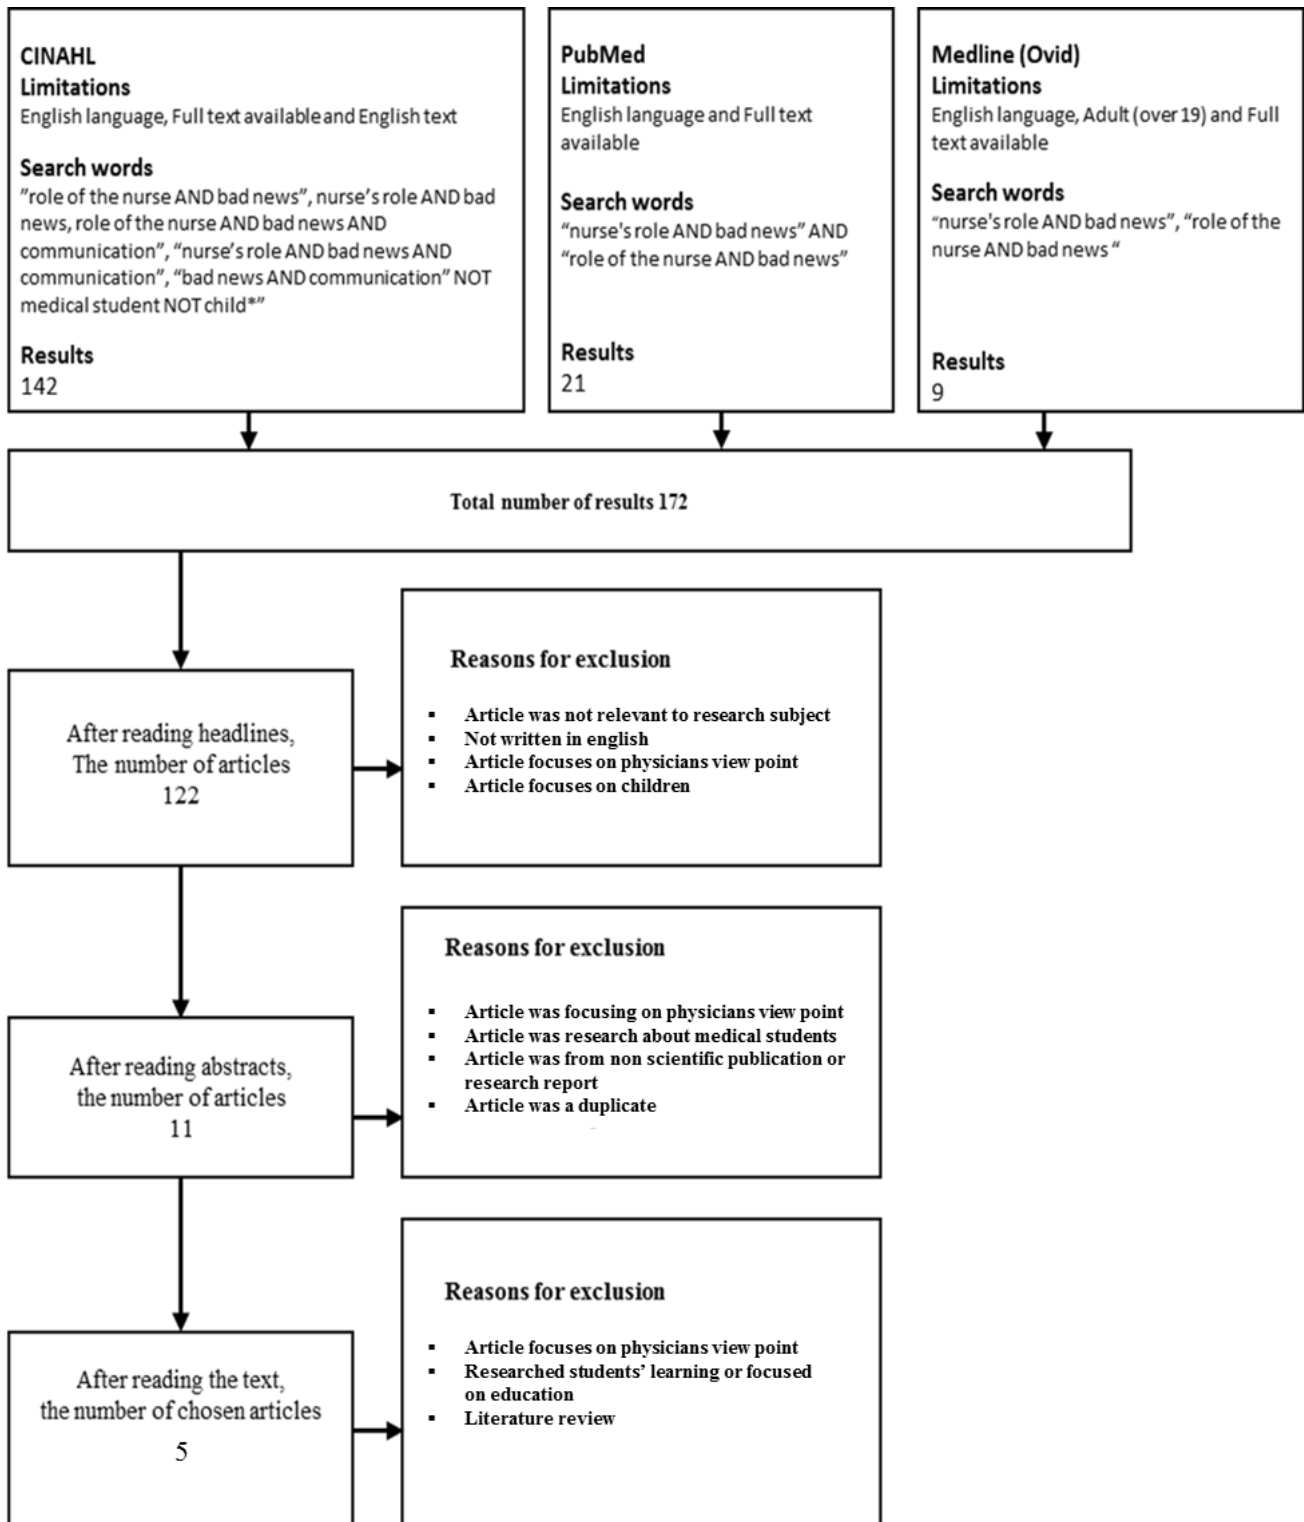 CINAHL
Limitations
English language, Full text available and English text
Search words
"role of the nurse AND bad news", nurse's role AND bad
news, role of the nurse AND bad news AND
communication", "nurse's role AND bad news AND
communication", "bad news AND communication" NOT
medical student NOT child*"
Results
142
PubMed
Limitations
English language and Full text
available
Search words
"nurse's role AND bad news" AND
"role of the nurse AND bad news"
Results
21
Medline (Ovid)
Limitations
English language, Adult (over 19) and Full
text available
Search words
"nurse's role AND bad news", "role of the
nurse AND bad news "
Results
9
Total number of results 172
After reading headlines,
The number of articles
122
Reasons for exclusion
▪ Article was not relevant to research subject
▪ Not written in english
▪ Article focuses on physicians view point
▪ Article focuses on children
After reading abstracts,
the number of articles
11
Reasons for exclusion
▪ Article was focusing on physicians view point
▪ Article was research about medical students
▪ Article was from non scientific publication or
research report
▪ Article was a duplicate
After reading the text,
the number of chosen articles
5
Reasons for exclusion
▪ Article focuses on physicians view point
▪ Researched students' learning or focused
on education
▪ Literature review